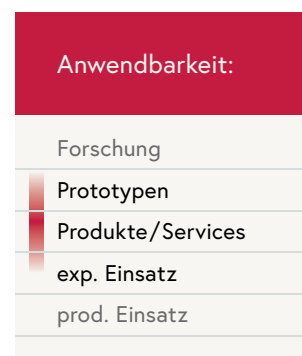 Anwendbarkeit:
Forschung
Prototypen
Produkte/Services
exp. Einsatz
prod. Einsatz